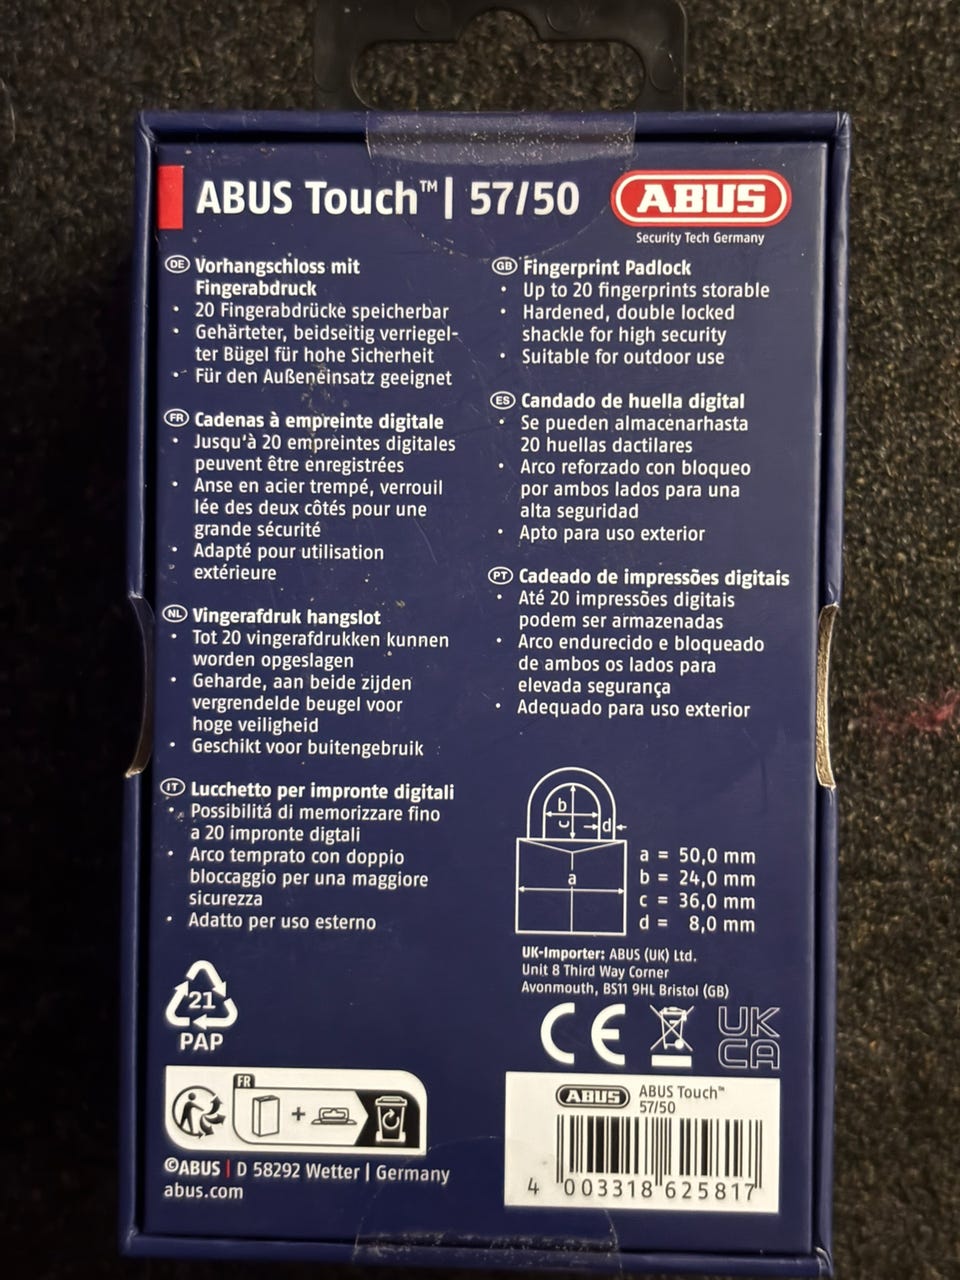 ABUS Touch™| 57/50
ABUS
Security Tech Germany
DE Vorhangschloss mit
Fingerabdruck
• 20 Fingerabdrücke speicherbar
• Gehärteter, beidseitig verriegel-
ter Bügel für hohe Sicherheit
• Für den Außeneinsatz geeignet
FR Cadenas à empreinte digitale
• Jusqu'à 20 empreintes digitales
peuvent être enregistrées
• Anse en acier trempé, verrouil
lée des deux côtés pour une
grande sécurité
• Adapté pour utilisation
extérieure
NL Vingerafdruk hangslot
• Tot 20 vingerafdrukken kunnen
worden opgeslagen
• Geharde, aan beide zijden
vergrendelde beugel voor
hoge veiligheid
• Geschikt voor buitengebruik
IT Lucchetto per impronte digitali
• Possibilitá di memorizzare fino
a 20 impronte digtali
• Arco temprato con doppio
bloccaggio per una maggiore
sicurezza
• Adatto per uso esterno
GB Fingerprint Padlock
• Up to 20 fingerprints storable
• Hardened, double locked
shackle for high security
• Suitable for outdoor use
ES Candado de huella digital
• Se pueden almacenarhasta
20 huellas dactilares
• Arco reforzado con bloqueo
por ambos lados para una
alta seguridad
• Apto para uso exterior
PT Cadeado de impressões digitais
• Até 20 impressões digitais
podem ser armazenadas
• Arco endurecido e bloqueado
de ambos os lados para
elevada segurança
• Adequado para uso exterior
b
c
d
a
a = 50,0 mm
b = 24,0 mm
c = 36,0 mm
d = 8,0 mm
UK-Importer: ABUS (UK) Ltd.
Unit 8 Third Way Corner
Avonmouth, BS11 9HL Bristol (GB)
CE
UK
CA
21
PAP
FR
+
©ABUS | D 58292 Wetter | Germany
abus.com
ABUS
ABUS Touch™
57/50
4 003318 625817